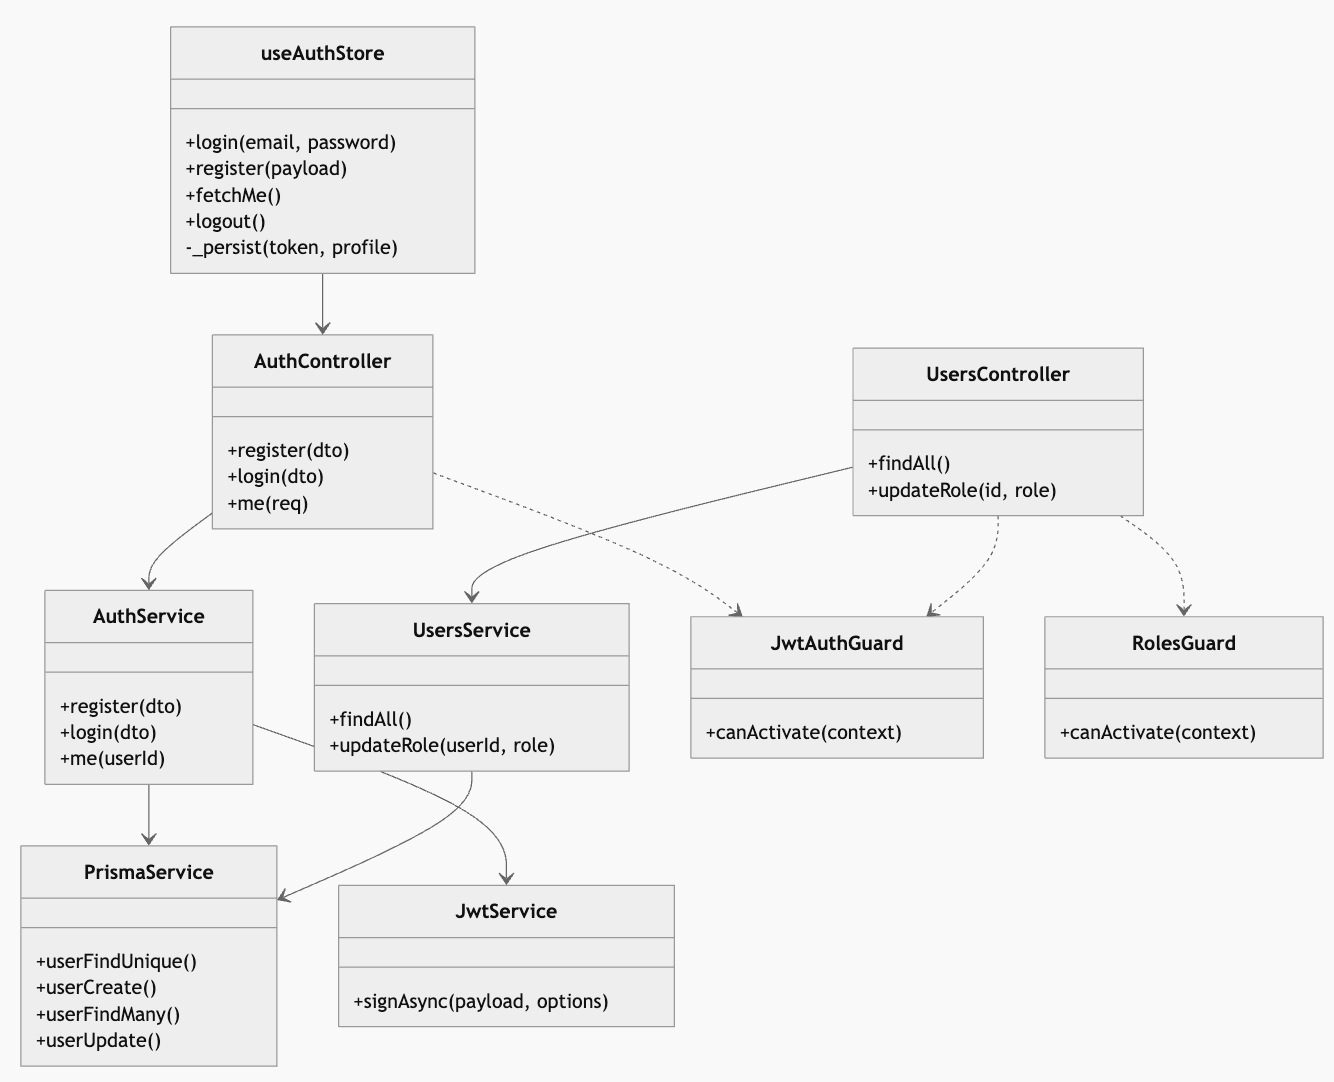 useAuthStore
+login(email, password)
+register(payload)
+fetchMe()
+logout()
-_persist(token, profile)
AuthController
+register(dto)
+login(dto)
+me(req)
UsersController
+findAll()
+updateRole(id, role)
AuthService
+register(dto)
+login(dto)
+me(userId)
UsersService
+findAll()
+updateRole(userId, role)
JwtAuthGuard
+canActivate(context)
RolesGuard
+canActivate(context)
PrismaService
+userFindUnique()
+userCreate()
+userFindMany()
+userUpdate()
JwtService
+signAsync(payload, options)